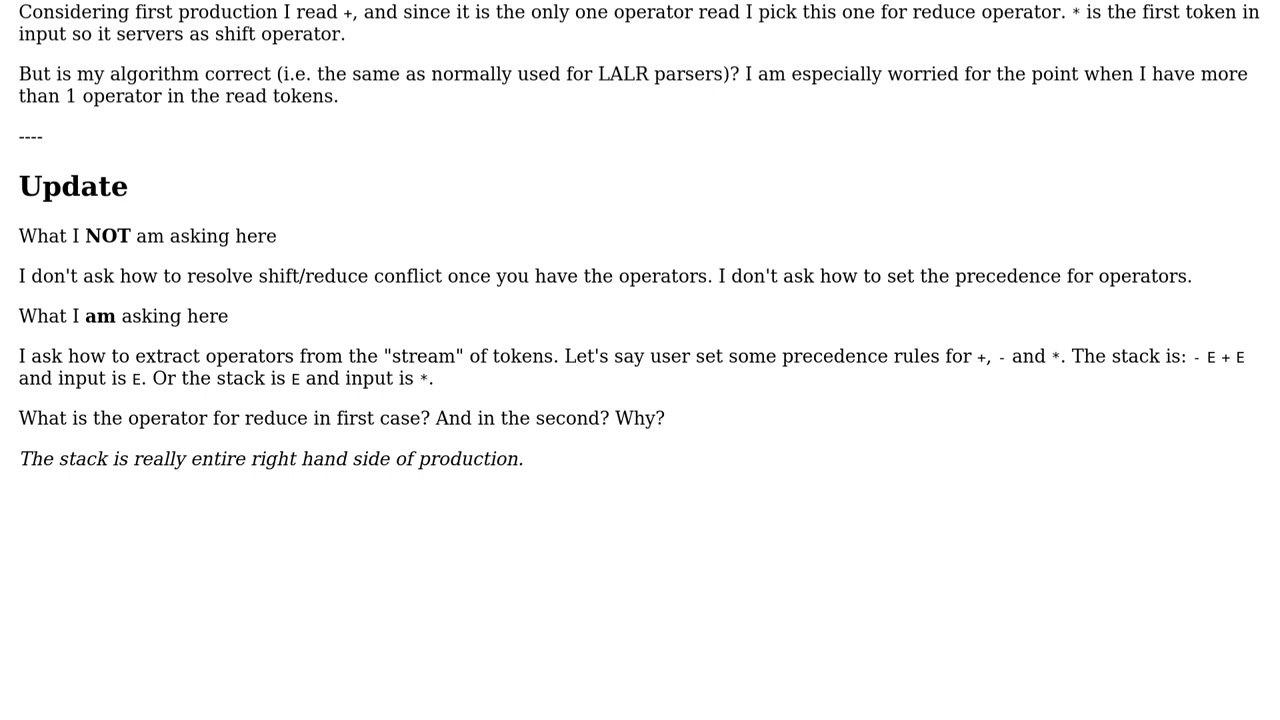 Considering first production I read +, and since it is the only one operator read I pick this one for reduce operator. * is the first token in
input so it servers as shift operator.
But is my algorithm correct (i.e. the same as normally used for LALR parsers)? I am especially worried for the point when I have more
than 1 operator in the read tokens.
----
Update
What I NOT am asking here
I don't ask how to resolve shift/reduce conflict once you have the operators. I don't ask how to set the precedence for operators.
What I am asking here
I ask how to extract operators from the "stream" of tokens. Let's say user set some precedence rules for +, - and *. The stack is: - E + E
and input is E. Or the stack is E and input is *.
What is the operator for reduce in first case? And in the second? Why?
The stack is really entire right hand side of production.